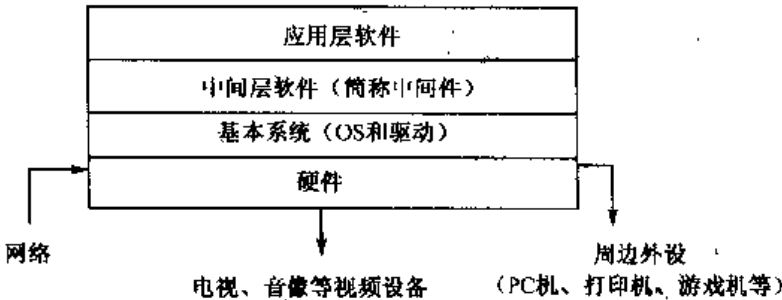 应用层软件
中间层软件（简称中间件）
基本系统（OS和驱动）
硬件
网络
周边外设
电视、音像等视频设备
（PC机、打印机、游戏机等）